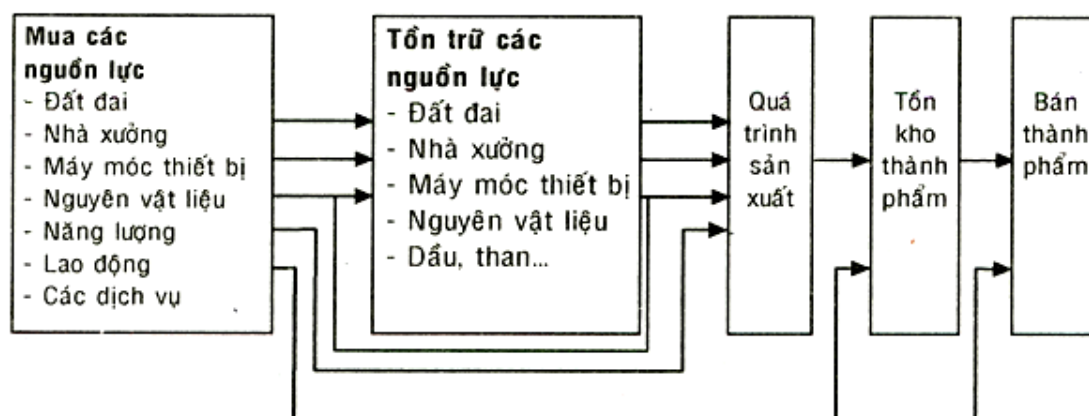 Mua các
nguồn lực
- Đất đai
- Nhà xưởng
- Máy móc thiết bị
- Nguyên vật liệu
- Năng lượng
- Lao động
- Các dịch vụ
Tồn trữ các
nguồn lực
- Đất đai
- Nhà xưởng
- Máy móc thiết bị
- Nguyên vật liệu
- Dầu, than...
Quá
trình
sản
xuất
Tồn
kho
thành
phẩm
Bán
thành
phẩm